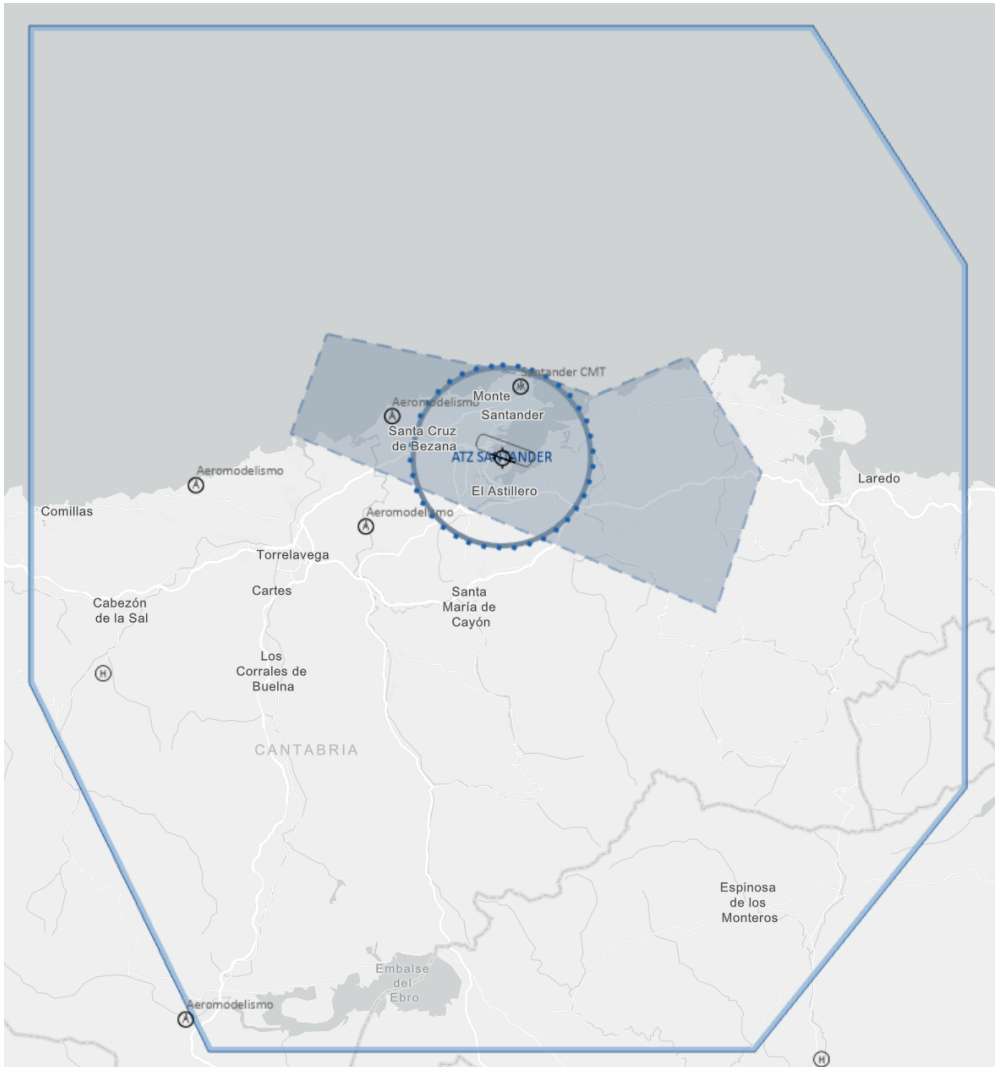 Santander CMT
Monte
Aeromodelismo
Santander
Santa Cruz
de Bezana
ATZ SANTANDER
Aeromodelismo
Laredo
El Astillero
Comillas
Aeromodelismo
Torrelavega
Cartes
Santa
María de
Cayón
Cabezón
de la Sal
Los
Corrales de
Buelna
H
CANTABRIA
Espinosa
de los
Monteros
Embalse
del
Ebro
Aeromodelismo
H